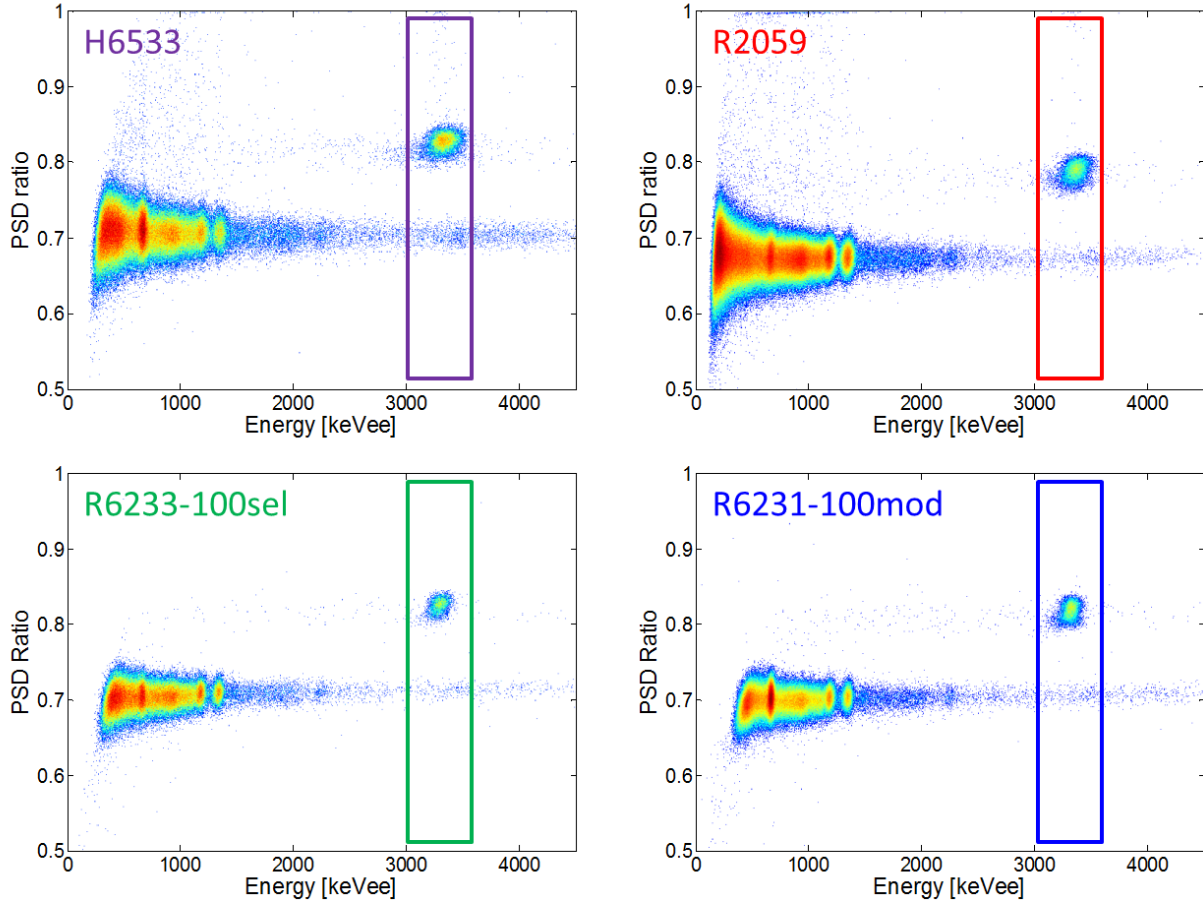 H6533
PSD ratio
1
0.9
0.8
0.7
0.6
0.5
0 1000 2000 3000 4000
Energy [keVee]
R2059
PSD ratio
1
0.9
0.8
0.7
0.6
0.5
0 1000 2000 3000 4000
Energy [keVee]
R6233-100sel
PSD Ratio
1
0.9
0.8
0.7
0.6
0.5
0 1000 2000 3000 4000
Energy [keVee]
R6231-100mod
PSD Ratio
1
0.9
0.8
0.7
0.6
0.5
0 1000 2000 3000 4000
Energy [keVee]